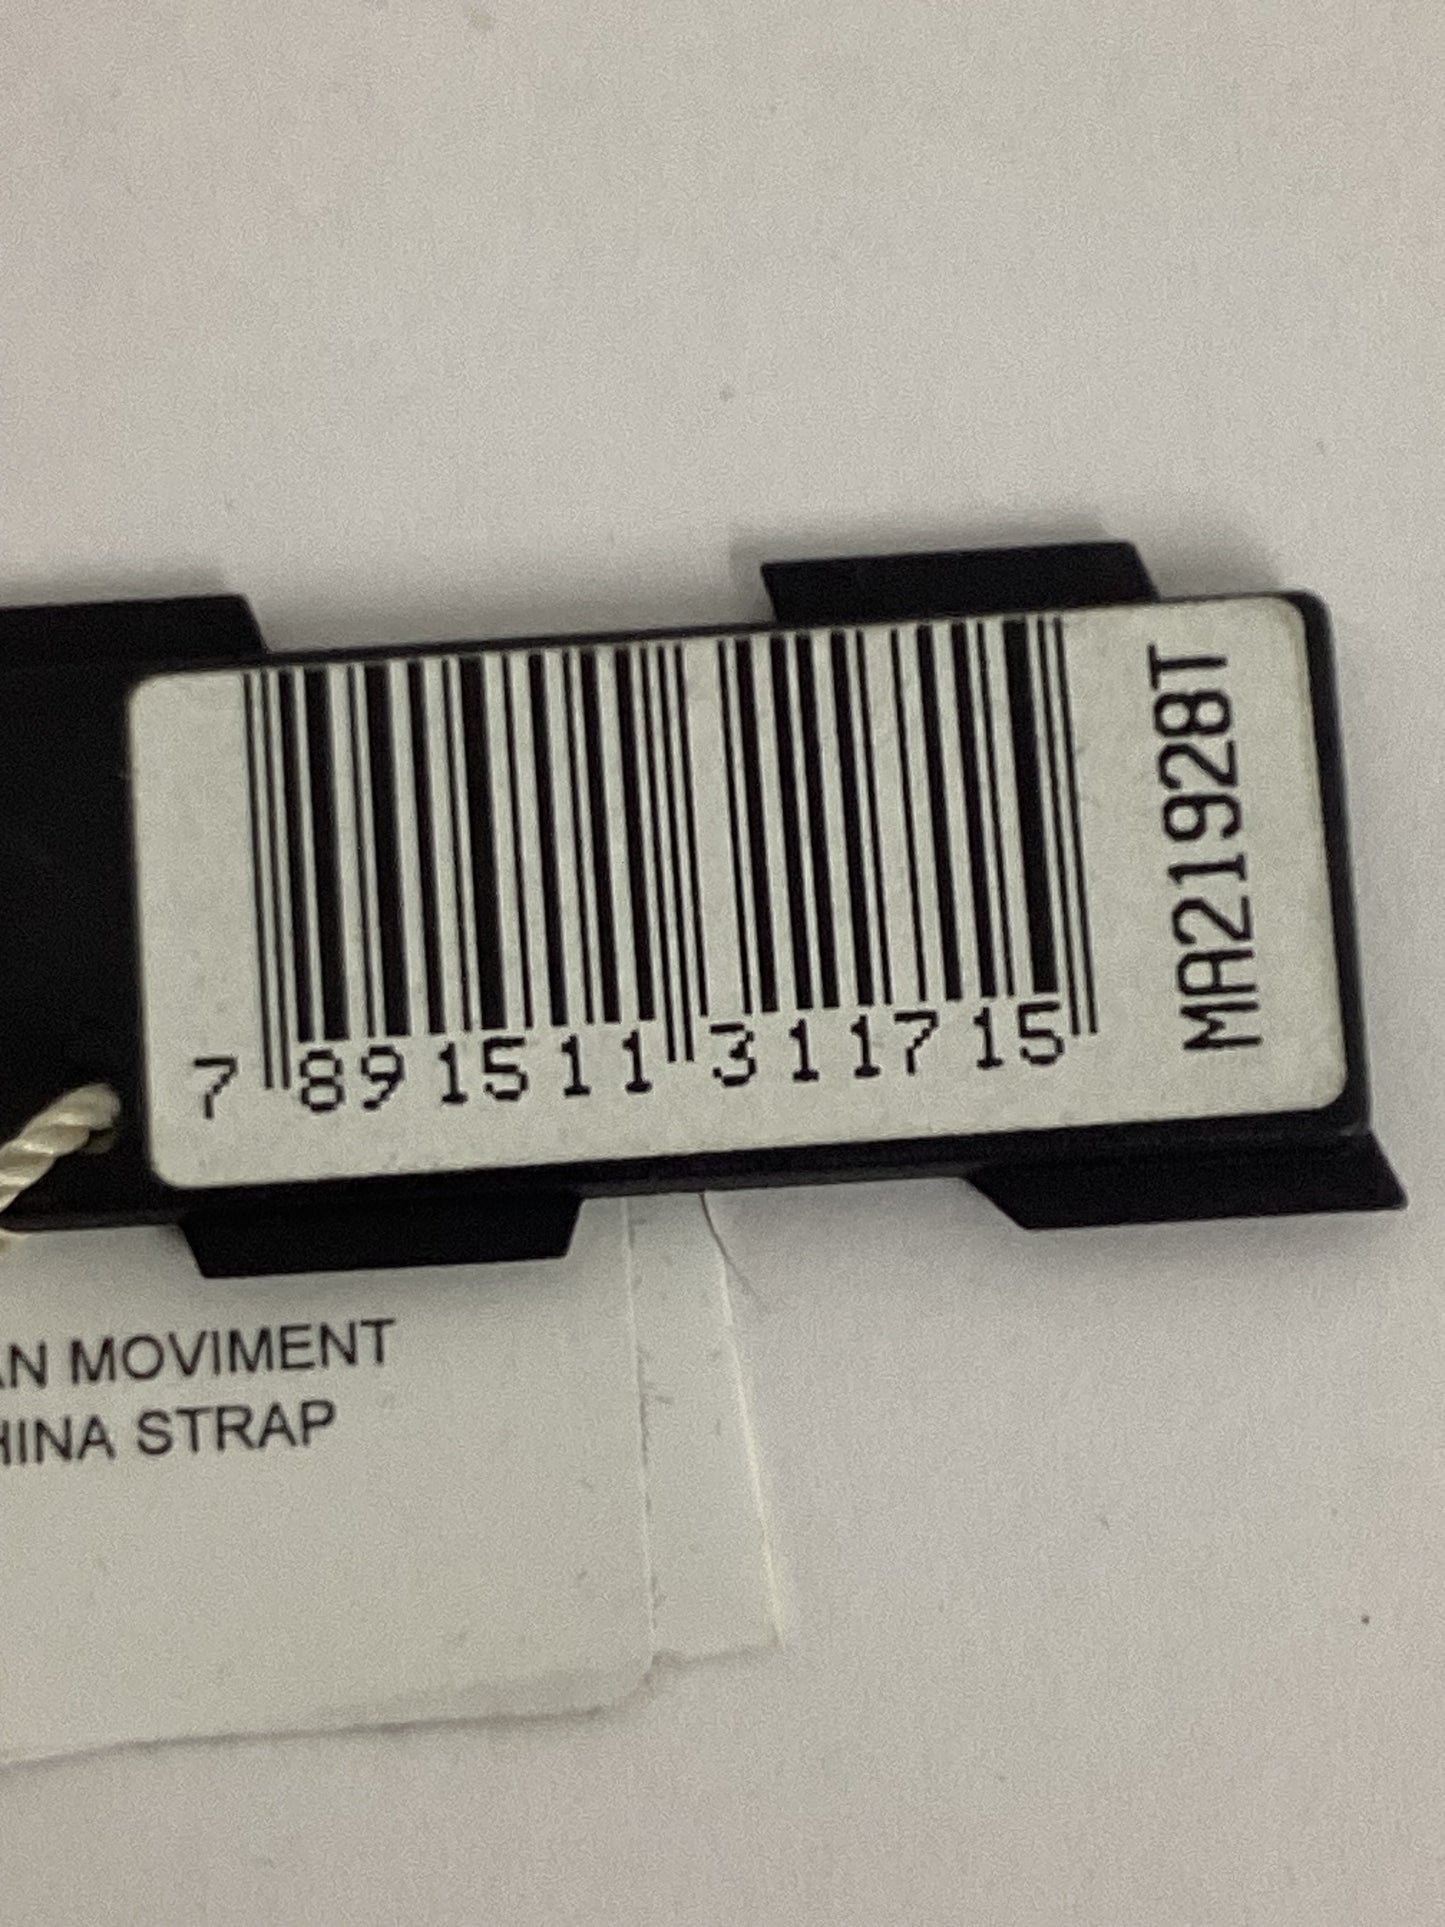 7 891511 311715
MA21928T
AN MOVIMENT
HINA STRAP